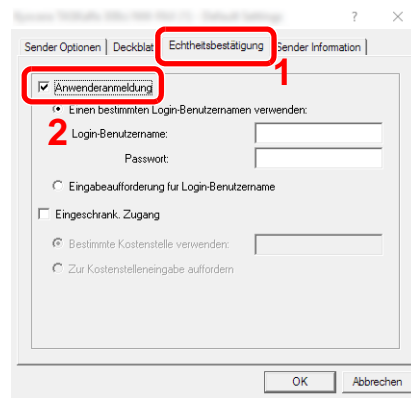 Sender Options Deckblat Echtheitsbestätigung Sender Information
1
Anwenderanmeldung
Einen bestimmten Login-Benutzernamen verwenden:
2
Login-Benutzername:
Passwort:
Eingabeaufforderung fur Login-Benutzername
Eingeschrank. Zugang
Bestimmte Kostenstelle verwenden:
Zur Kostenstelleneingabe auffordern
OK Abbrechen